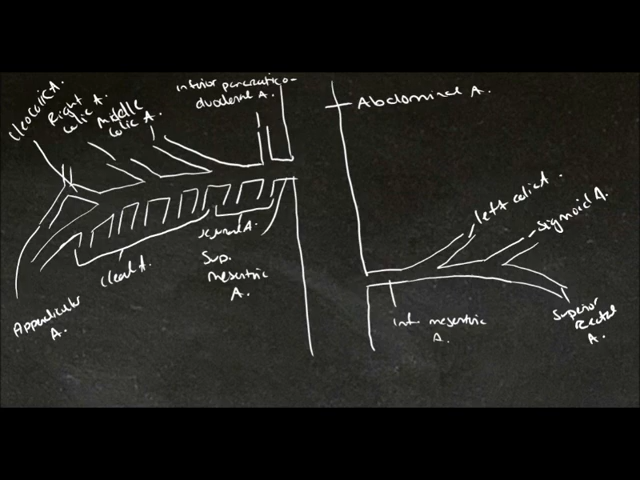 Ileocolic A.
Right
colic A.
Middle
colic A.
Inferior pancreatico-
duodenal A.
Abdominal A.
left colic A.
Sigmoid A.
Jejunal A.
Ileal A.
Sup.
mesentric
A.
Appendicular
A.
Inf. mesentric
A.
Superior
Rectal
A.